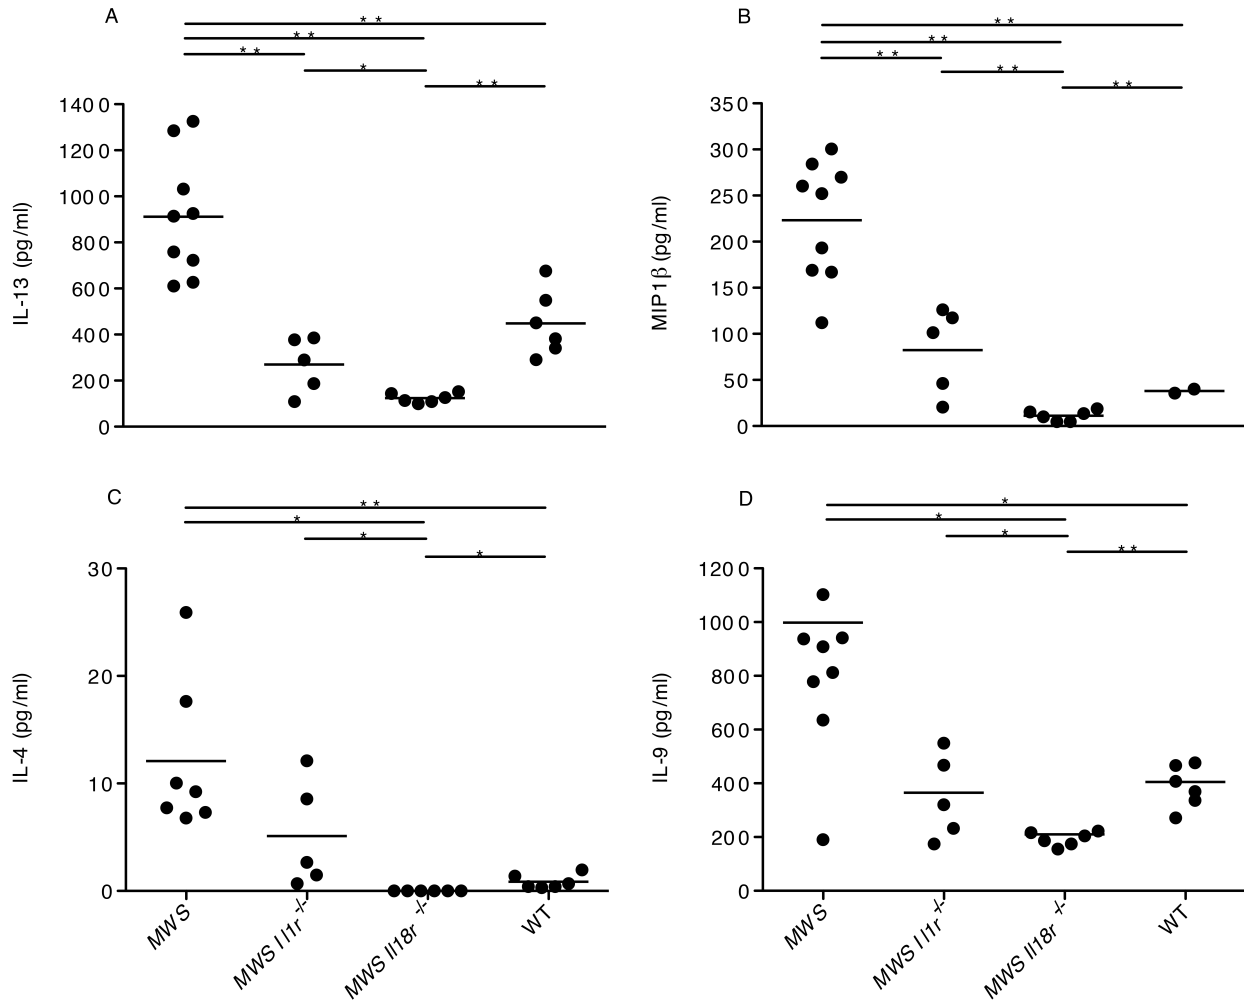 A
* *
* *
* *
*
* *
IL-13 (pg/ml)
1400
1200
1000
800
600
400
200
0
B
* *
* *
* *
* *
* *
MIP1β (pg/ml)
350
300
250
200
150
100
50
0
C
* *
*
*
*
IL-4 (pg/ml)
30
20
10
0
MWS
MWS Il1r -/-
MWS Il18r -/-
WT
D
*
*
*
* *
IL-9 (pg/ml)
1200
1000
800
600
400
200
0
MWS
MWS Il1r -/-
MWS Il18r -/-
WT